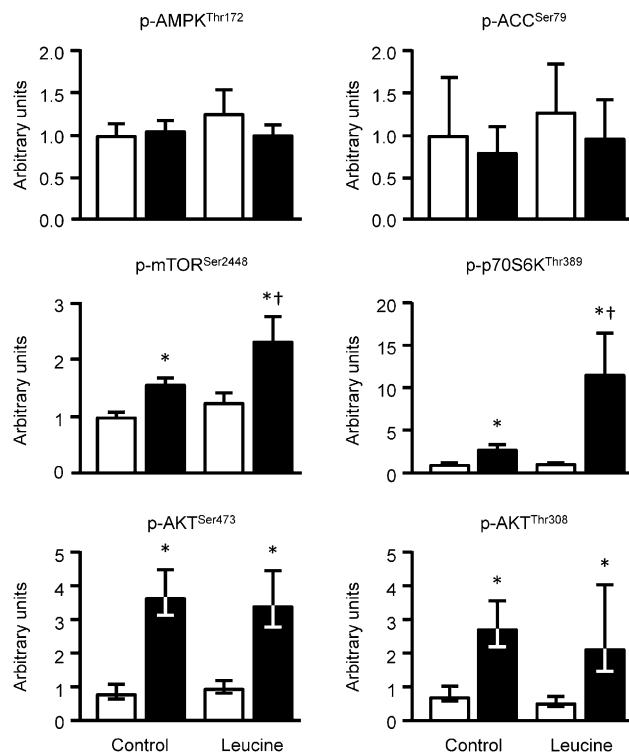 p-AMPKThr172
p-ACCSer79
Arbitrary units
2.0
1.5
1.0
0.5
0.0
Arbitrary units
2.0
1.5
1.0
0.5
0.0
p-mTORSer2448
p-p70S6KThr389
Arbitrary units
3
2
1
0
*
*†
Arbitrary units
20
15
10
5
0
*
*†
p-AKTSer473
p-AKTThr308
Arbitrary units
5
4
3
2
1
0
*
*
Control
Leucine
Arbitrary units
5
4
3
2
1
0
*
*
Control
Leucine